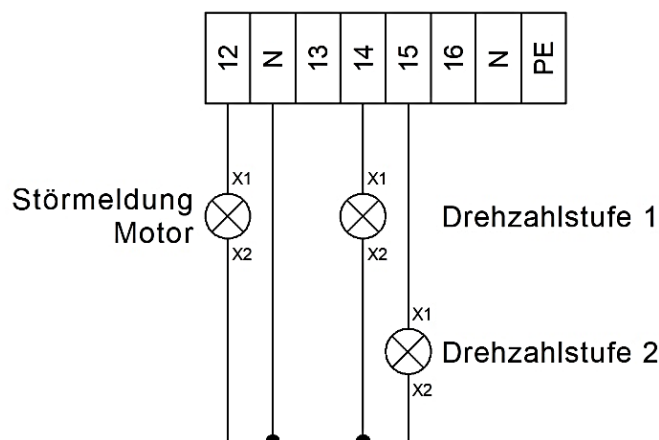 12 N 13 14 15 16 N PE
X1 X1
Störmeldung
Motor
Drehzahlstufe 1
X2 X2
X1
Drehzahlstufe 2
X2